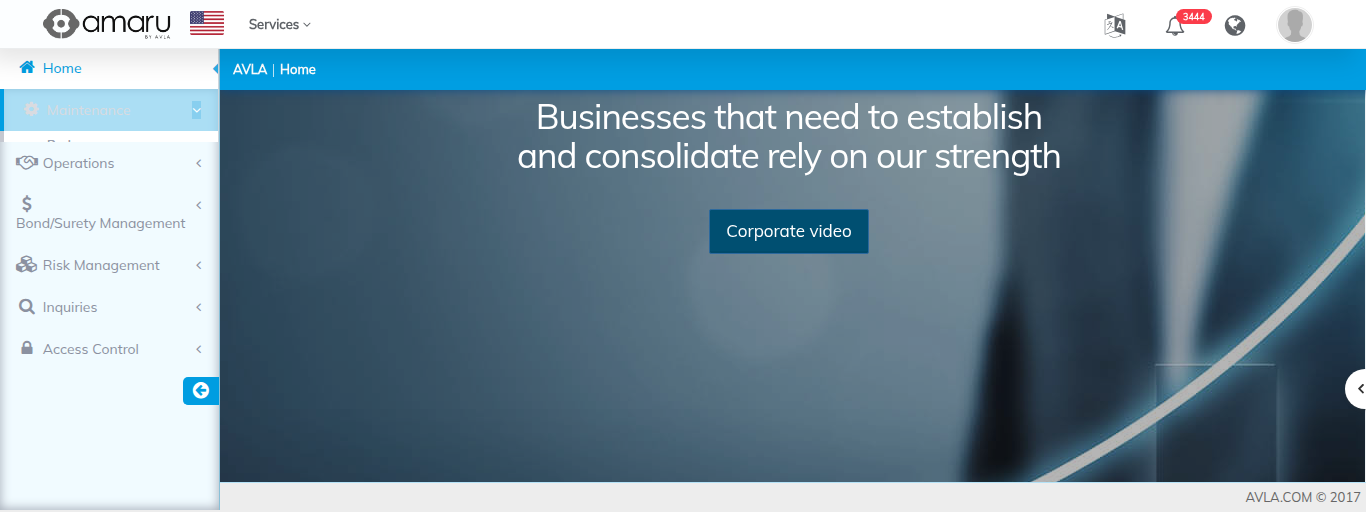 amaru
BY AVLA
Services
3444
Home
Maintenance
Operations
$
Bond/Surety Management
Risk Management
Inquiries
Access Control
AVLA | Home
Businesses that need to establish
and consolidate rely on our strength
Corporate video
AVLA.COM © 2017